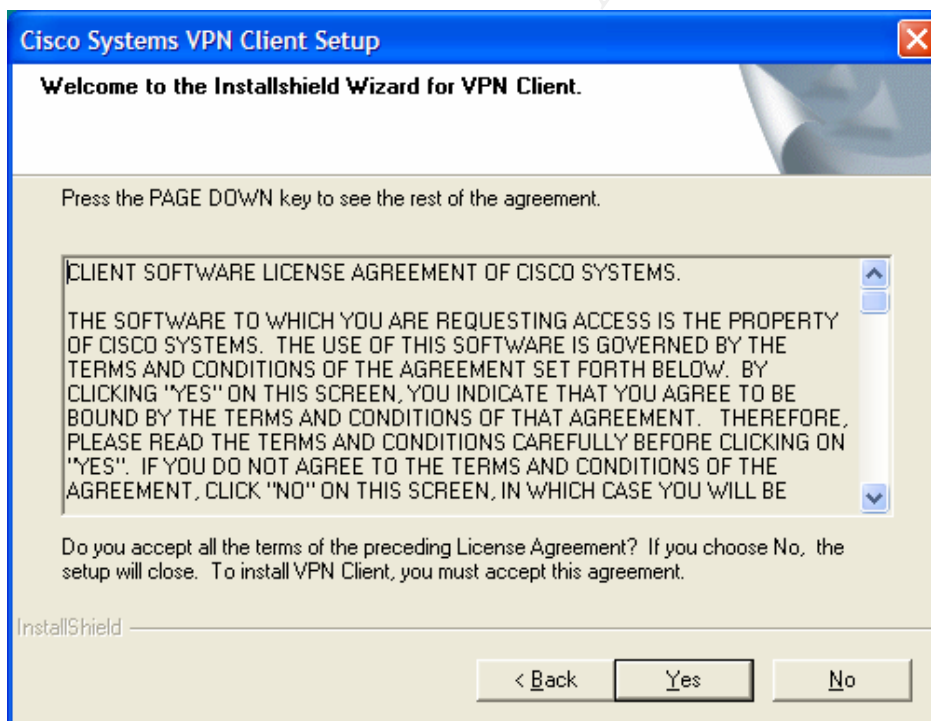 Cisco Systems VPN Client Setup
Welcome to the Installshield Wizard for VPN Client.
Press the PAGE DOWN key to see the rest of the agreement.
CLIENT SOFTWARE LICENSE AGREEMENT OF CISCO SYSTEMS.
THE SOFTWARE TO WHICH YOU ARE REQUESTING ACCESS IS THE PROPERTY
OF CISCO SYSTEMS.  THE USE OF THIS SOFTWARE IS GOVERNED BY THE
TERMS AND CONDITIONS OF THE AGREEMENT SET FORTH BELOW.  BY
CLICKING "YES" ON THIS SCREEN, YOU INDICATE THAT YOU AGREE TO BE
BOUND BY THE TERMS AND CONDITIONS OF THAT AGREEMENT.  THEREFORE,
PLEASE READ THE TERMS AND CONDITIONS CAREFULLY BEFORE CLICKING ON
"YES".  IF YOU DO NOT AGREE TO THE TERMS AND CONDITIONS OF THE
AGREEMENT, CLICK "NO" ON THIS SCREEN, IN WHICH CASE YOU WILL BE
Do you accept all the terms of the preceding License Agreement?  If you choose No,  the
setup will close.  To install VPN Client, you must accept this agreement.
InstallShield
< Back
Yes
No